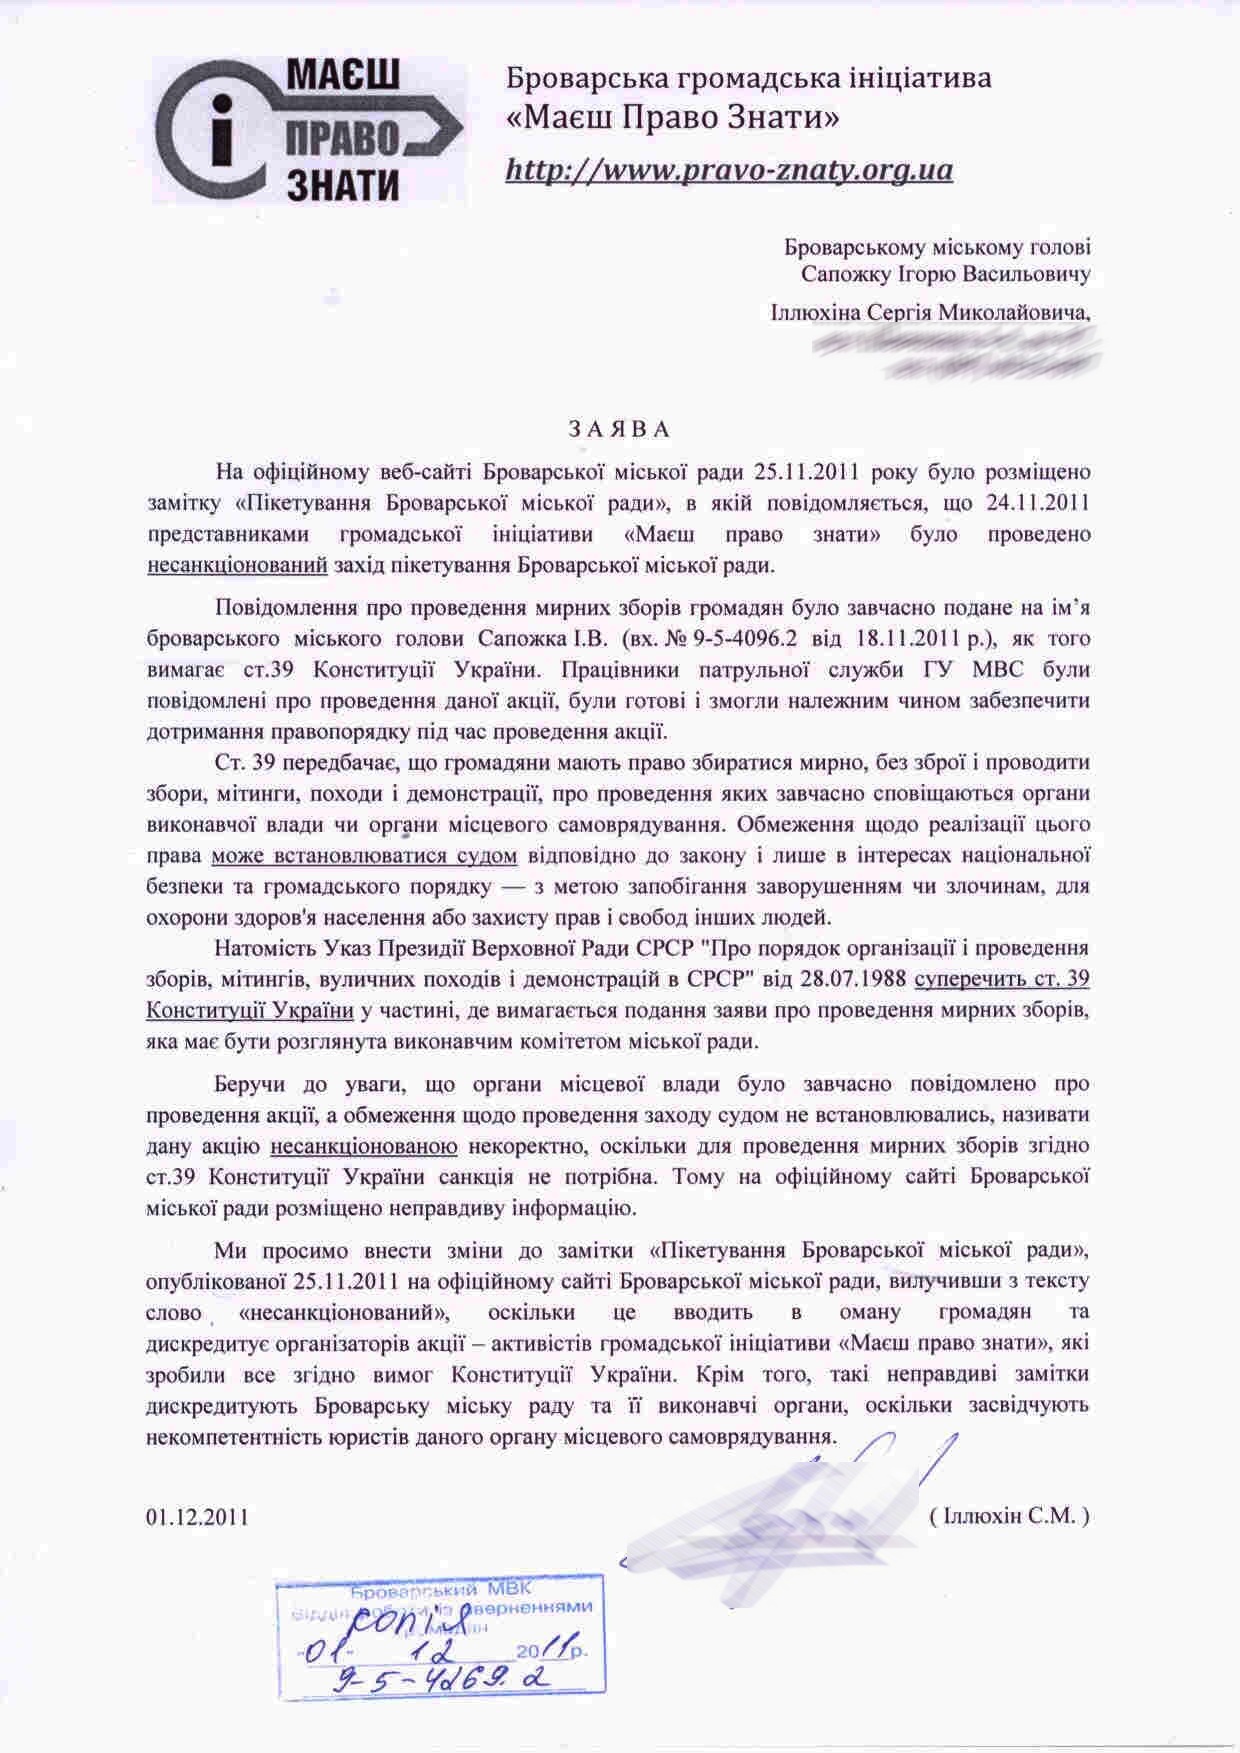 МАЄШ
ПРАВО
ЗНАТИ
і
Броварська громадська ініціатива
«Маєш Право Знати»
http://www.pravo-znaty.org.ua
Броварському міському голові
Сапожку Ігорю Васильовичу
Іллюхіна Сергія Миколайовича,
З А Я В А
На офіційному веб-сайті Броварської міської ради 25.11.2011 року було розміщено
замітку «Пікетування Броварської міської ради», в якій повідомляється, що 24.11.2011
представниками громадської ініціативи «Маєш право знати» було проведено
несанкціонований захід пікетування Броварської міської ради.
Повідомлення про проведення мирних зборів громадян було завчасно подане на ім’я
броварського міського голови Сапожка І.В. (вх. № 9-5-4096.2 від 18.11.2011 р.), як того
вимагає ст.39 Конституції України. Працівники патрульної служби ГУ МВС були
повідомлені про проведення даної акції, були готові і змогли належним чином забезпечити
дотримання правопорядку під час проведення акції.
Ст. 39 передбачає, що громадяни мають право збиратися мирно, без зброї і проводити
збори, мітинги, походи і демонстрації, про проведення яких завчасно сповіщаються органи
виконавчої влади чи органи місцевого самоврядування. Обмеження щодо реалізації цього
права може встановлюватися судом відповідно до закону і лише в інтересах національної
безпеки та громадського порядку — з метою запобігання заворушенням чи злочинам, для
охорони здоров'я населення або захисту прав і свобод інших людей.
Натомість Указ Президії Верховної Ради СРСР "Про порядок організації і проведення
зборів, мітингів, вуличних походів і демонстрацій в СРСР" від 28.07.1988 суперечить ст. 39
Конституції України у частині, де вимагається подання заяви про проведення мирних зборів,
яка має бути розглянута виконавчим комітетом міської ради.
Беручи до уваги, що органи місцевої влади було завчасно повідомлено про
проведення акції, а обмеження щодо проведення заходу судом не встановлювались, називати
дану акцію несанкціонованою некоректно, оскільки для проведення мирних зборів згідно
ст.39 Конституції України санкція не потрібна. Тому на офіційному сайті Броварської
міської ради розміщено неправдиву інформацію.
Ми просимо внести зміни до замітки «Пікетування Броварської міської ради»,
опублікованої 25.11.2011 на офіційному сайті Броварської міської ради, вилучивши з тексту
слово «несанкціонований», оскільки це вводить в оману громадян та
дискредитує організаторів акції – активістів громадської ініціативи «Маєш право знати», які
зробили все згідно вимог Конституції України. Крім того, такі неправдиві замітки
дискредитують Броварську міську раду та її виконавчі органи, оскільки засвідчують
некомпетентність юристів даного органу місцевого самоврядування.
01.12.2011 ( Іллюхін С.М. )
Броварський МВК
Відділ роботи із зверненнями
громадян
копія
"01" 12 2011р.
9-5-4269.2